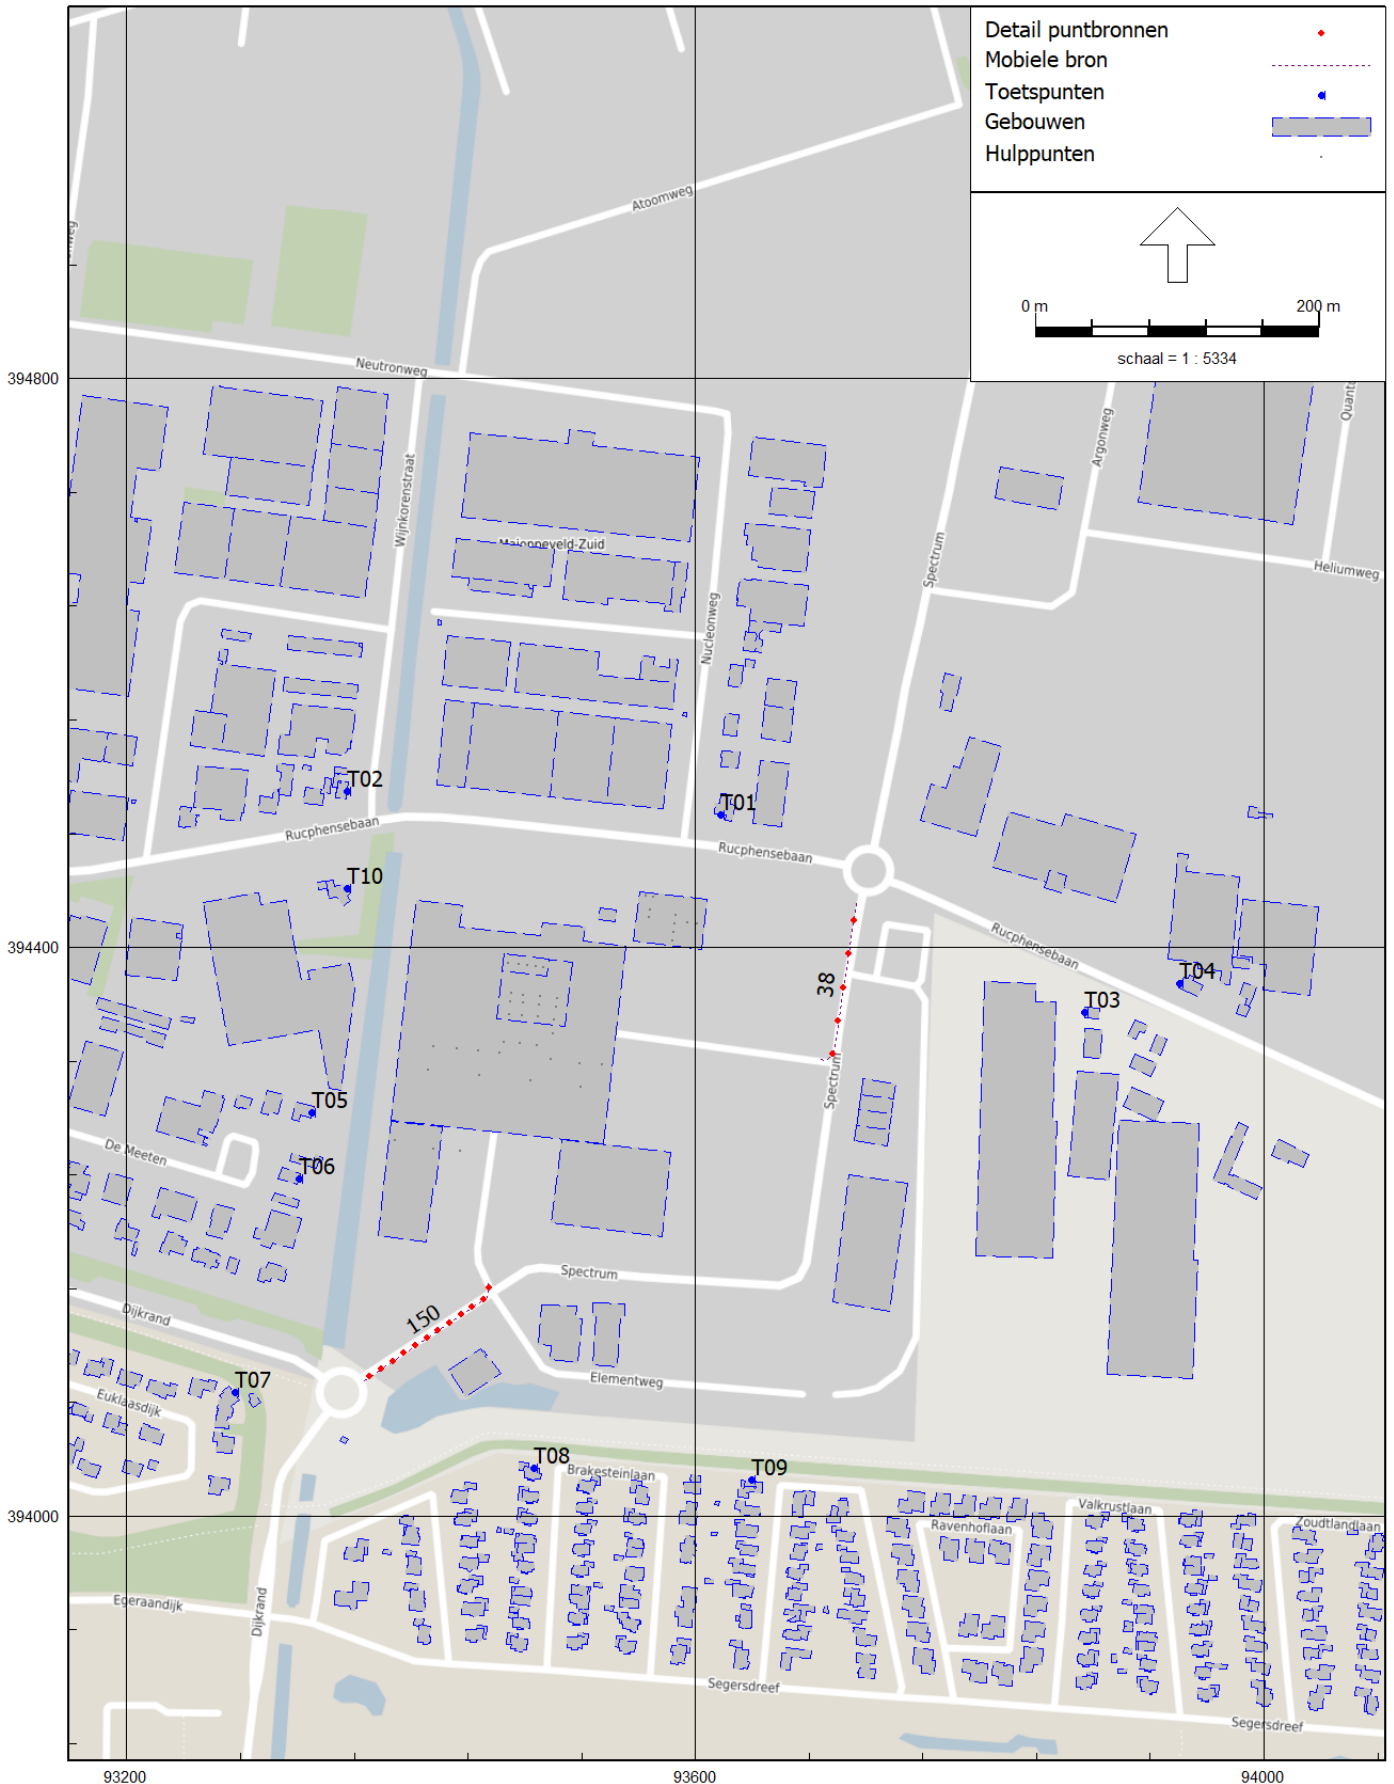 Detail puntbronnen
Mobiele bron
Toetspunten
Gebouwen
Hulppunten
0 m
200 m
schaal = 1 : 5334
Atoomweg
Neutronweg
394800
Argonweg
Wijnkorenstraat
Majoppeveld-Zuid
Spectrum
Heliumweg
Nucleonweg
T02
T01
Rucphensebaan
Rucphensebaan
T10
Rucphensebaan
394400
T04
38
T03
Spectrum
T05
De Meeten
T06
Spectrum
Dijkrand
150
T07
Elementweg
Euklaasdijk
T08
Brakesteinlaan
T09
394000
Valkrustlaan
Ravenhoflaan
Zoudtlandlaan
Egeraandijk
Dijkrand
Segersdreef
Segersdreef
93200
93600
94000